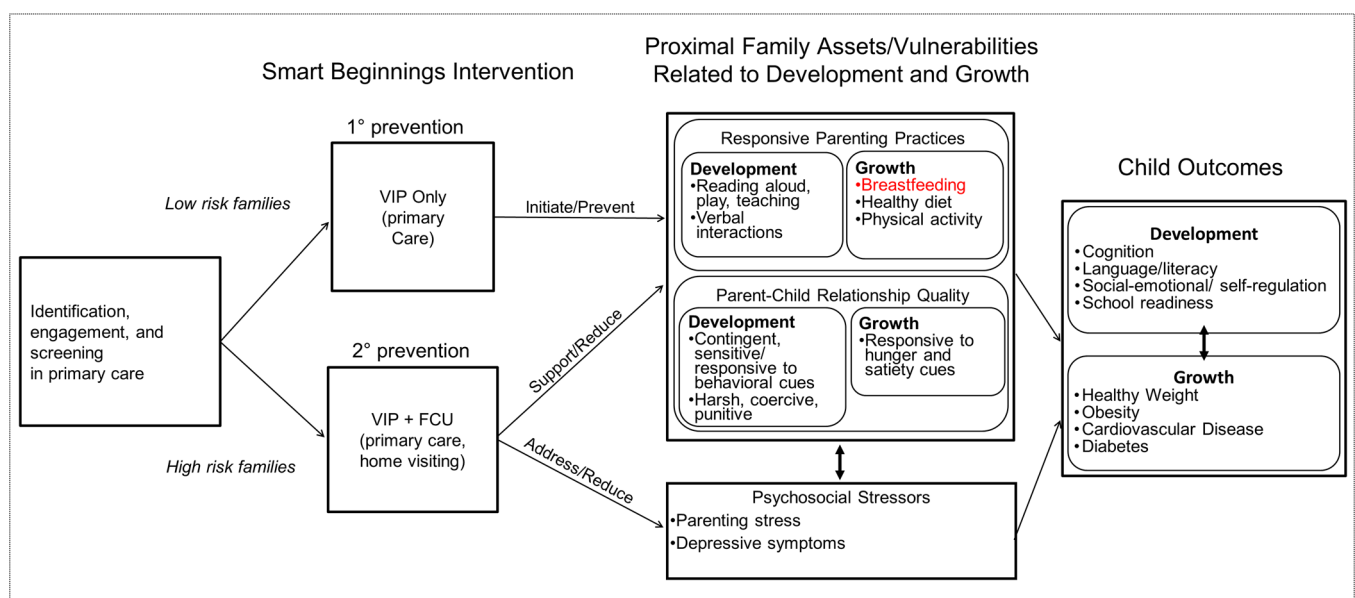 Smart Beginnings Intervention
Proximal Family Assets/Vulnerabilities
Related to Development and Growth
Child Outcomes
Identification,
engagement, and
screening
in primary care
Low risk families
High risk families
1° prevention
VIP Only
(primary
Care)
2° prevention
VIP + FCU
(primary care,
home visiting)
Initiate/Prevent
Support/Reduce
Address/Reduce
Responsive Parenting Practices
Development
•Reading aloud,
play, teaching
•Verbal
interactions
Growth
•Breastfeeding
•Healthy diet
•Physical activity
Parent-Child Relationship Quality
Development
•Contingent,
sensitive/
responsive to
behavioral cues
•Harsh, coercive,
punitive
Growth
•Responsive to
hunger and
satiety cues
Psychosocial Stressors
•Parenting stress
•Depressive symptoms
Development
•Cognition
•Language/literacy
•Social-emotional/ self-regulation
•School readiness
Growth
•Healthy Weight
•Obesity
•Cardiovascular Disease
•Diabetes